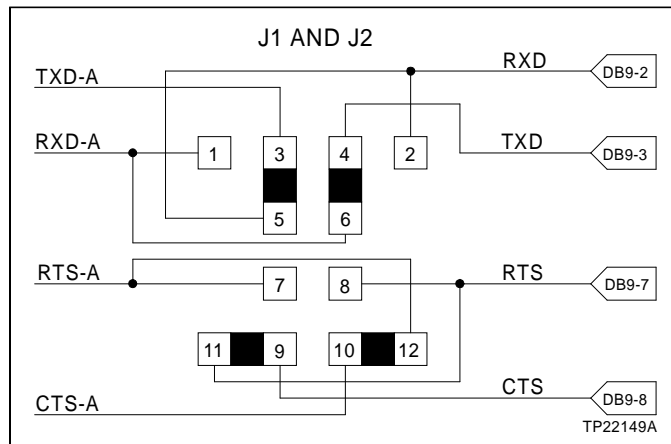 J1 AND J2
TXD-A
RXD
DB9-2
RXD-A
1
3
4
2
TXD
DB9-3
5
6
RTS-A
7
8
RTS
DB9-7
11
9
10
12
CTS-A
CTS
DB9-8
TP22149A